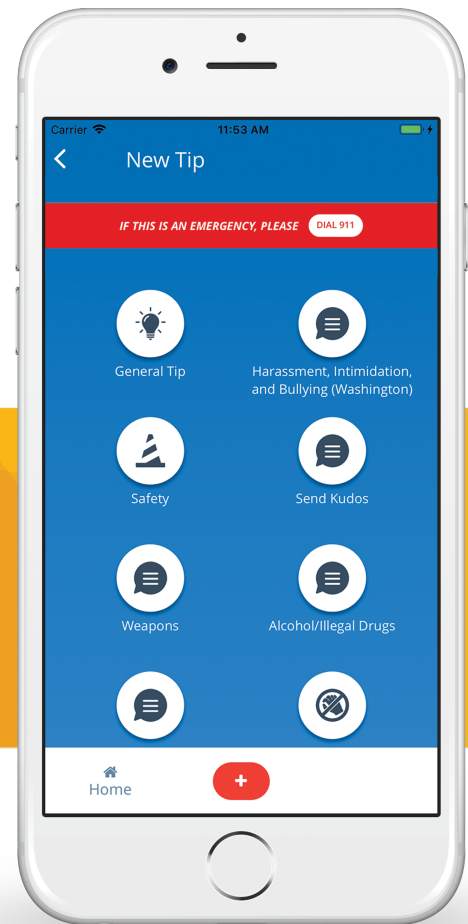 Carrier 11:53 AM
New Tip
IF THIS IS AN EMERGENCY, PLEASE DIAL 911
General Tip
Harassment, Intimidation,
and Bullying (Washington)
Safety
Send Kudos
Weapons
Alcohol/Illegal Drugs
Home